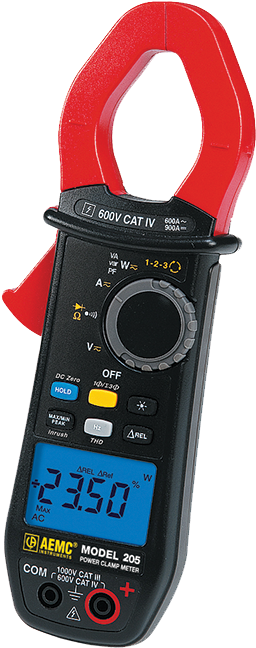 600V CAT IV 600A~ 900A⎓
VA var PF W≂ 1-2-3
A≂
Ω
V≂
OFF
DC Zero 1Φ/Σ3Φ
HOLD
MAX/MIN PEAK Hz ΔREL
Inrush THD
ΔREL ΔRef W
+23.50 %
MAX
AC
AEMC® INSTRUMENTS MODEL 205
POWER CLAMP METER
COM 1000V CAT III 600V CAT IV +